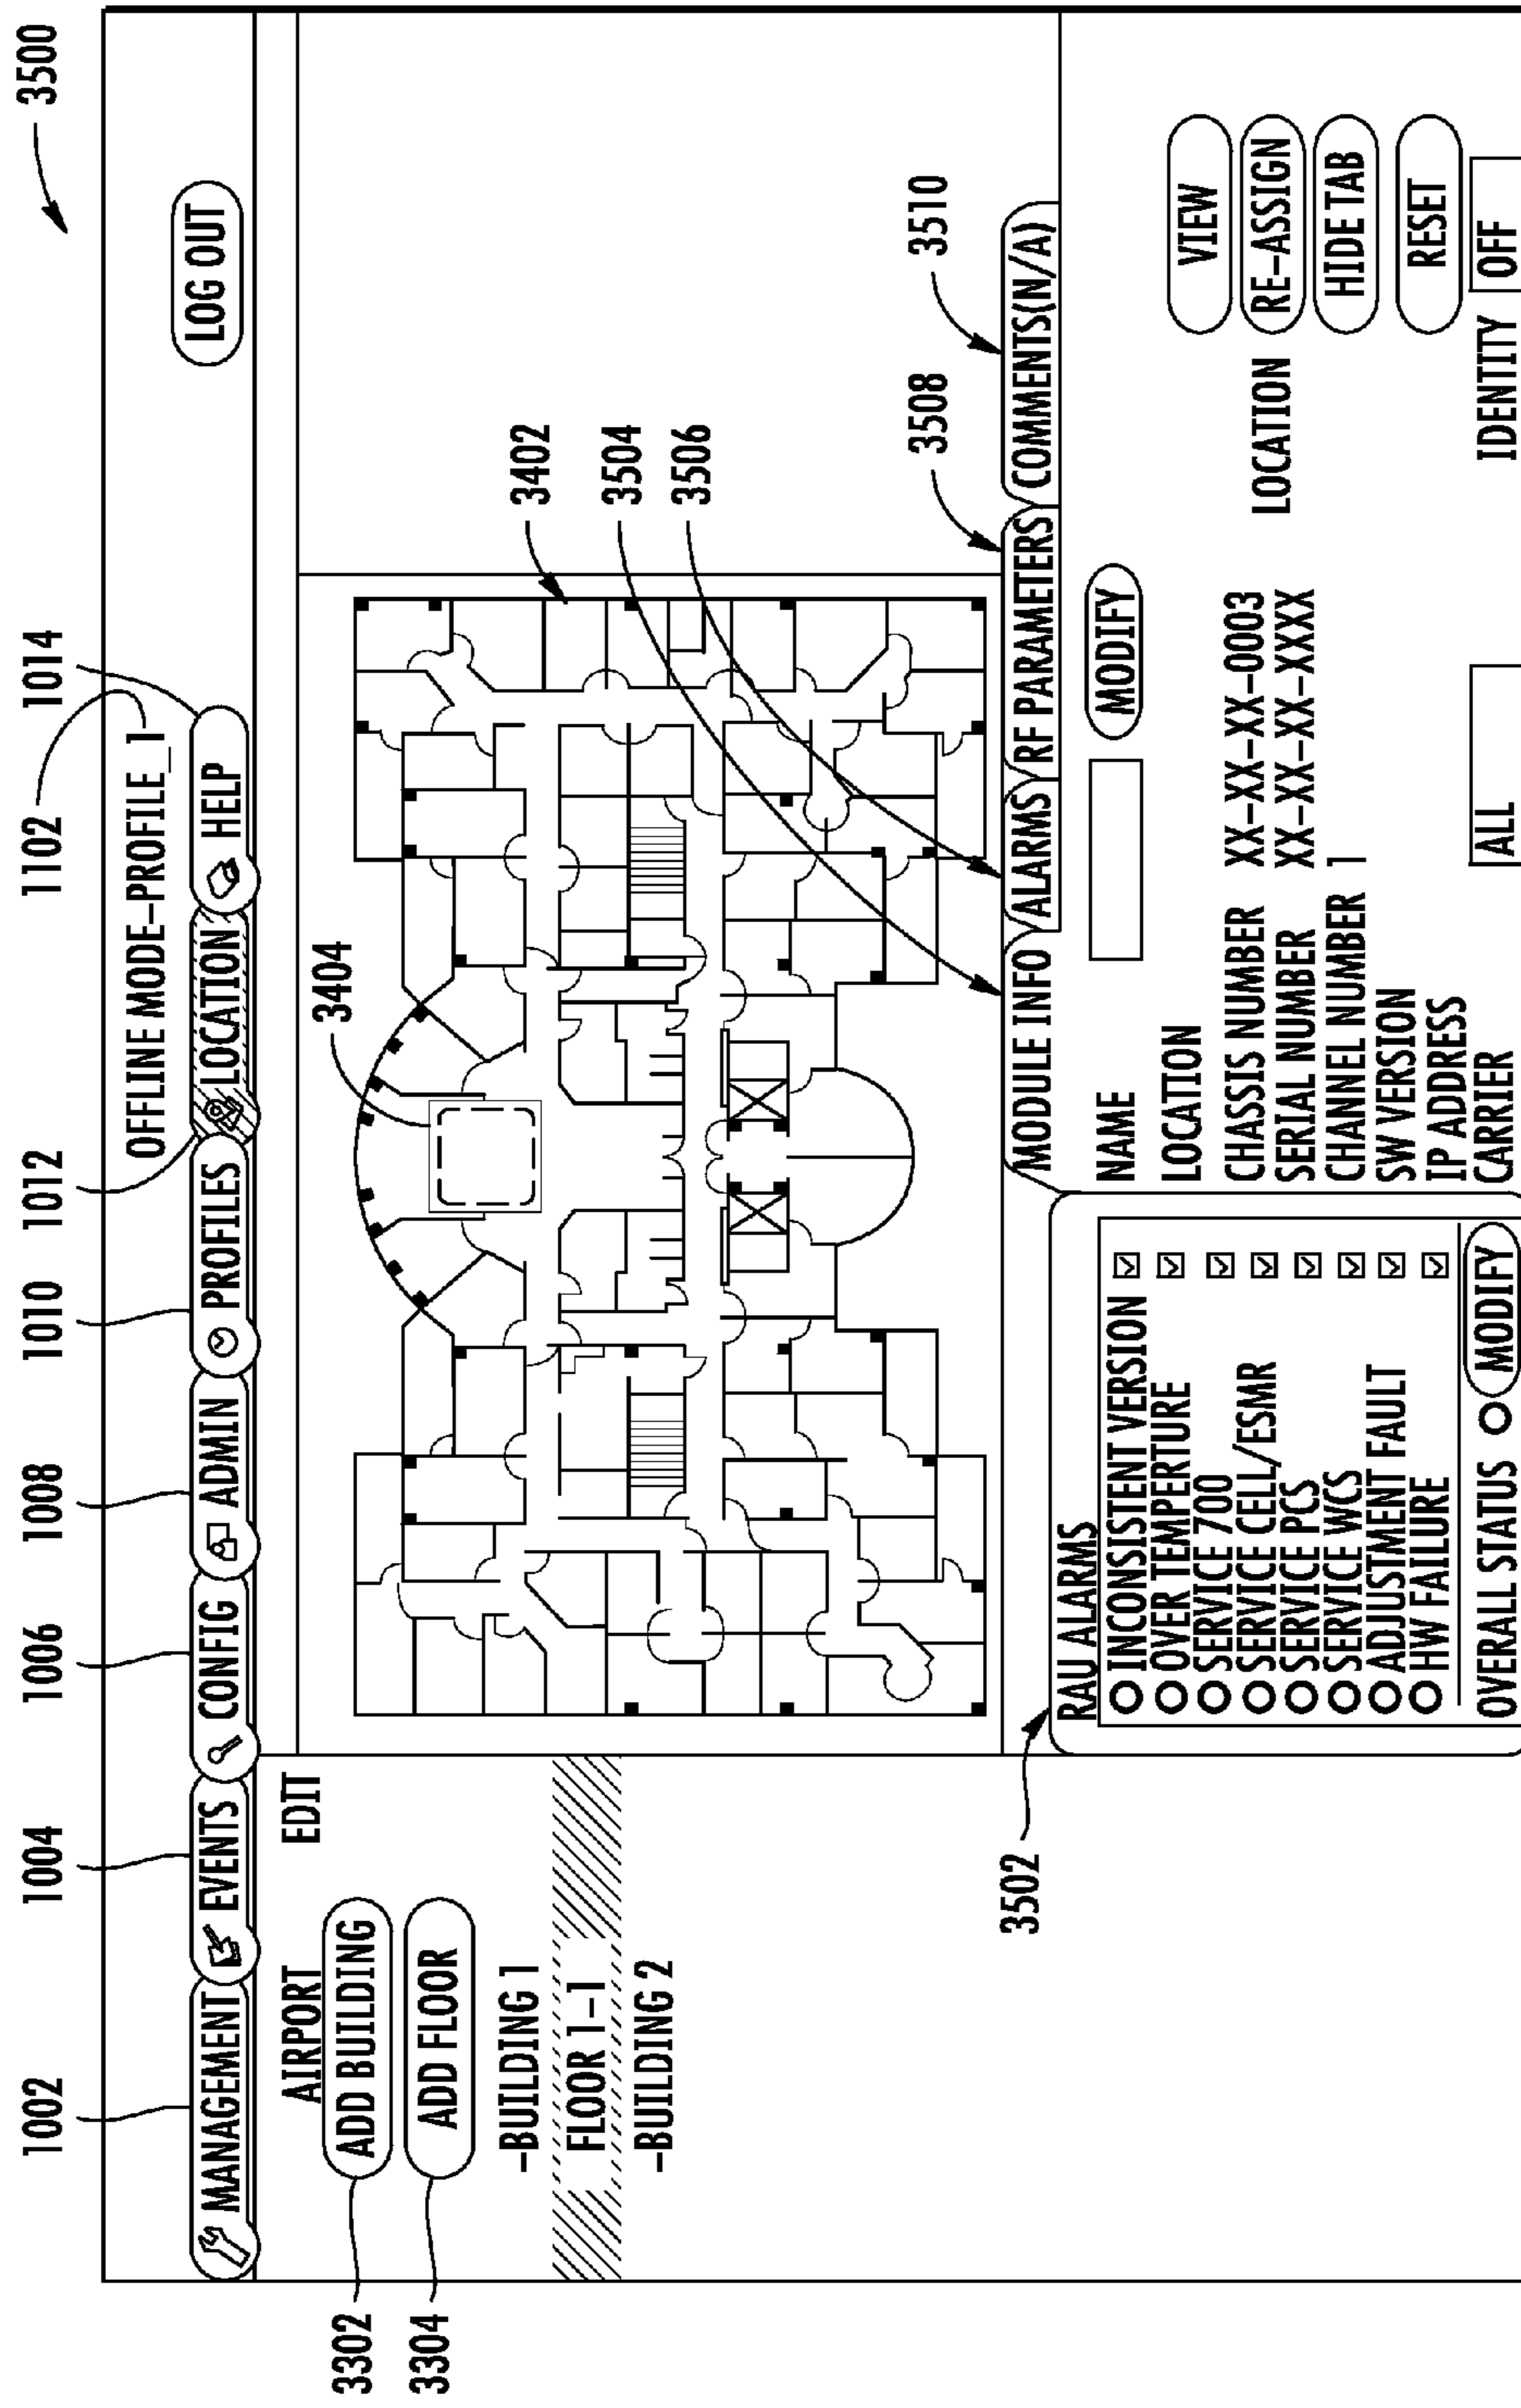 3500
1002
1004
1006
1008
1010
1012
1102
1014
OFFLINE MODE-PROFILE_1
LOG OUT
MANAGEMENT
EVENTS
CONFIG
ADMIN
PROFILES
LOCATION
HELP
AIRPORT
EDIT
3302
ADD BUILDING
3304
ADD FLOOR
-BUILDING 1
FLOOR 1-1
-BUILDING 2
3404
3402
3504
3506
3508
3510
3502
MODULE INFO
ALARMS
RF PARAMETERS
COMMENTS(N/A)
RAU ALARMS
INCONSISTENT VERSION
OVER TEMPERTURE
SERVICE 700
SERVICE CELL/ESMR
SERVICE PCS
SERVICE WCS
ADJUSTMENT FAULT
HW FAILURE
OVERALL STATUS
MODIFY
NAME
MODIFY
LOCATION
CHASSIS NUMBER XX-XX-XX-0003
SERIAL NUMBER XX-XX-XX-XXXX
CHANNEL NUMBER 1
SW VERSION
IP ADDRESS
CARRIER
ALL
LOCATION
VIEW
RE-ASSIGN
HIDE TAB
RESET
IDENTITY
OFF